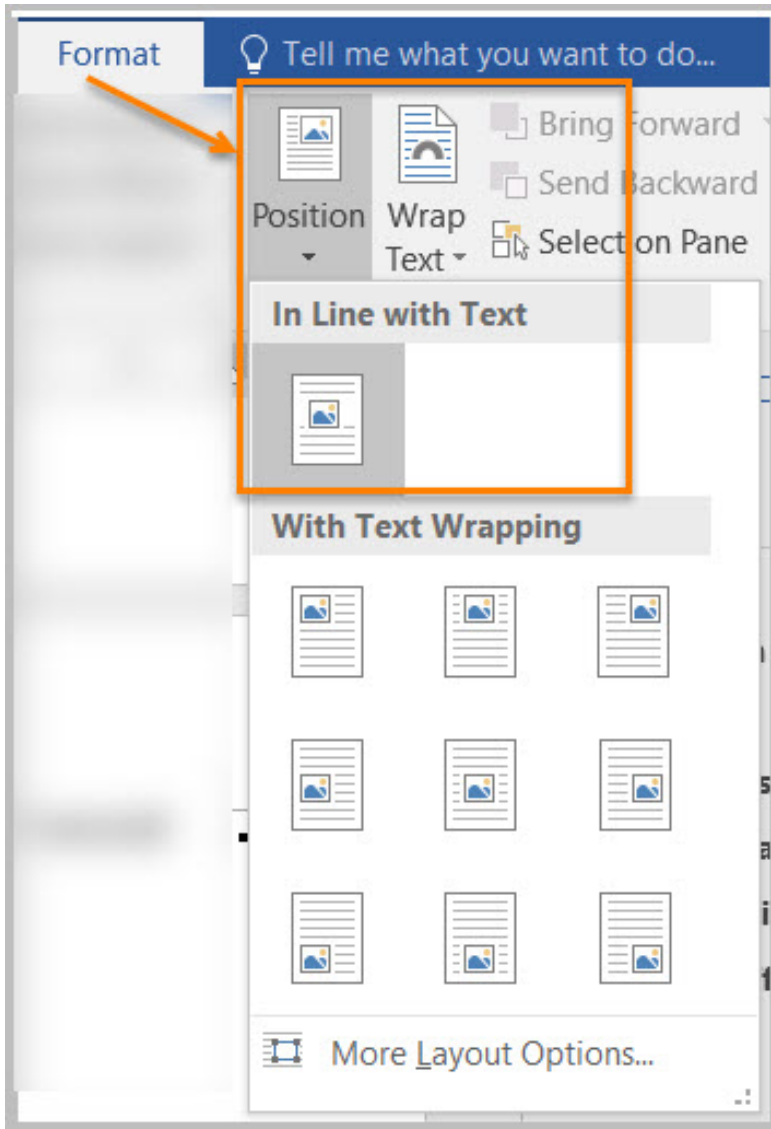 Format
Tell me what you want to do...
Position
Wrap
Text
Bring Forward
Send Backward
Selection Pane
In Line with Text
With Text Wrapping
More Layout Options...